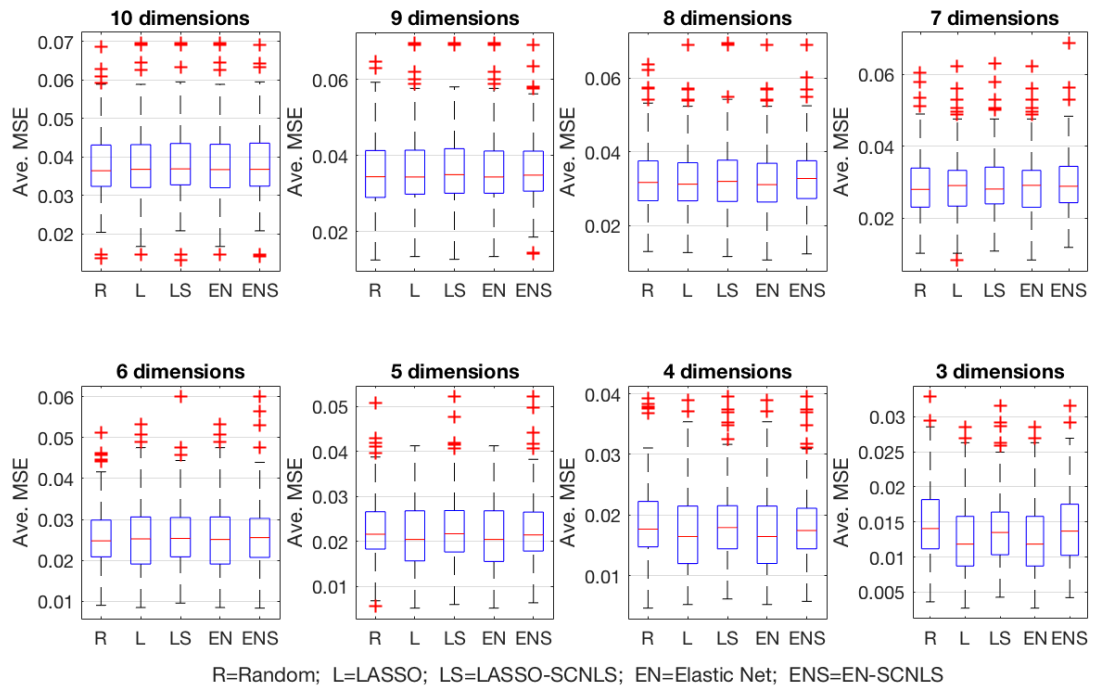 10 dimensions
9 dimensions
8 dimensions
7 dimensions
Ave. MSE
0.07
0.06
0.05
0.04
0.03
0.02
R L LS EN ENS
Ave. MSE
0.06
0.04
0.02
R L LS EN ENS
Ave. MSE
0.06
0.04
0.02
R L LS EN ENS
Ave. MSE
0.06
0.04
0.02
R L LS EN ENS
6 dimensions
5 dimensions
4 dimensions
3 dimensions
Ave. MSE
0.06
0.05
0.04
0.03
0.02
0.01
R L LS EN ENS
Ave. MSE
0.05
0.04
0.03
0.02
0.01
R L LS EN ENS
Ave. MSE
0.04
0.03
0.02
0.01
R L LS EN ENS
Ave. MSE
0.03
0.025
0.02
0.015
0.01
0.005
R L LS EN ENS
R=Random; L=LASSO; LS=LASSO-SCNLS; EN=Elastic Net; ENS=EN-SCNLS